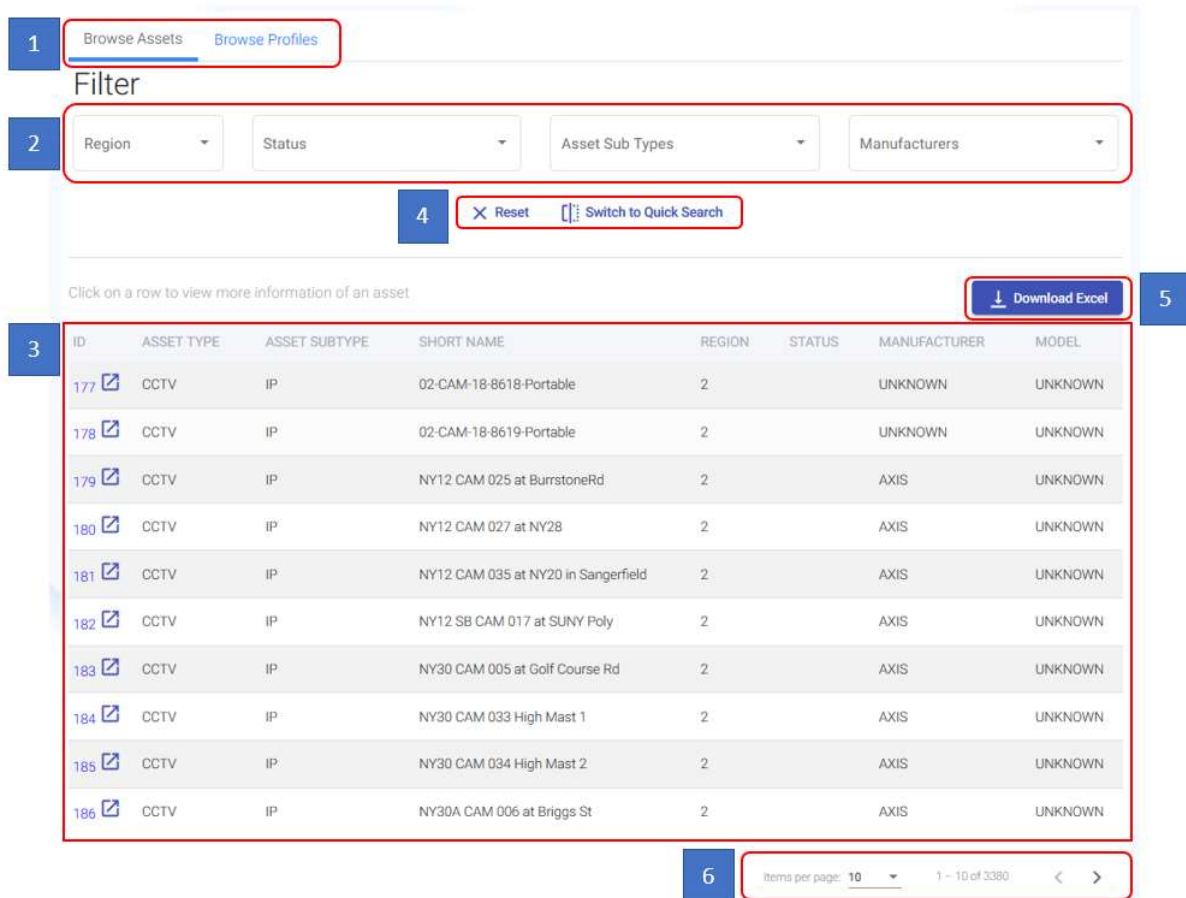 1 Browse Assets Browse Profiles
Filter
2 Region Status Asset Sub Types Manufacturers
4 Reset Switch to Quick Search
Click on a row to view more information of an asset Download Excel 5
3 ID ASSET TYPE ASSET SUBTYPE SHORT NAME REGION STATUS MANUFACTURER MODEL
177 CCTV IP 02-CAM-18-8618-Portable 2 UNKNOWN UNKNOWN
178 CCTV IP 02-CAM-18-8619-Portable 2 UNKNOWN UNKNOWN
179 CCTV IP NY12 CAM 025 at BurrstoneRd 2 AXIS UNKNOWN
180 CCTV IP NY12 CAM 027 at NY28 2 AXIS UNKNOWN
181 CCTV IP NY12 CAM 035 at NY20 in Sangerfield 2 AXIS UNKNOWN
182 CCTV IP NY12 SB CAM 017 at SUNY Poly 2 AXIS UNKNOWN
183 CCTV IP NY30 CAM 005 at Golf Course Rd 2 AXIS UNKNOWN
184 CCTV IP NY30 CAM 033 High Mast 1 2 AXIS UNKNOWN
185 CCTV IP NY30 CAM 034 High Mast 2 2 AXIS UNKNOWN
186 CCTV IP NY30A CAM 006 at Briggs St 2 AXIS UNKNOWN
6 Items per page: 10 1 – 10 of 3380